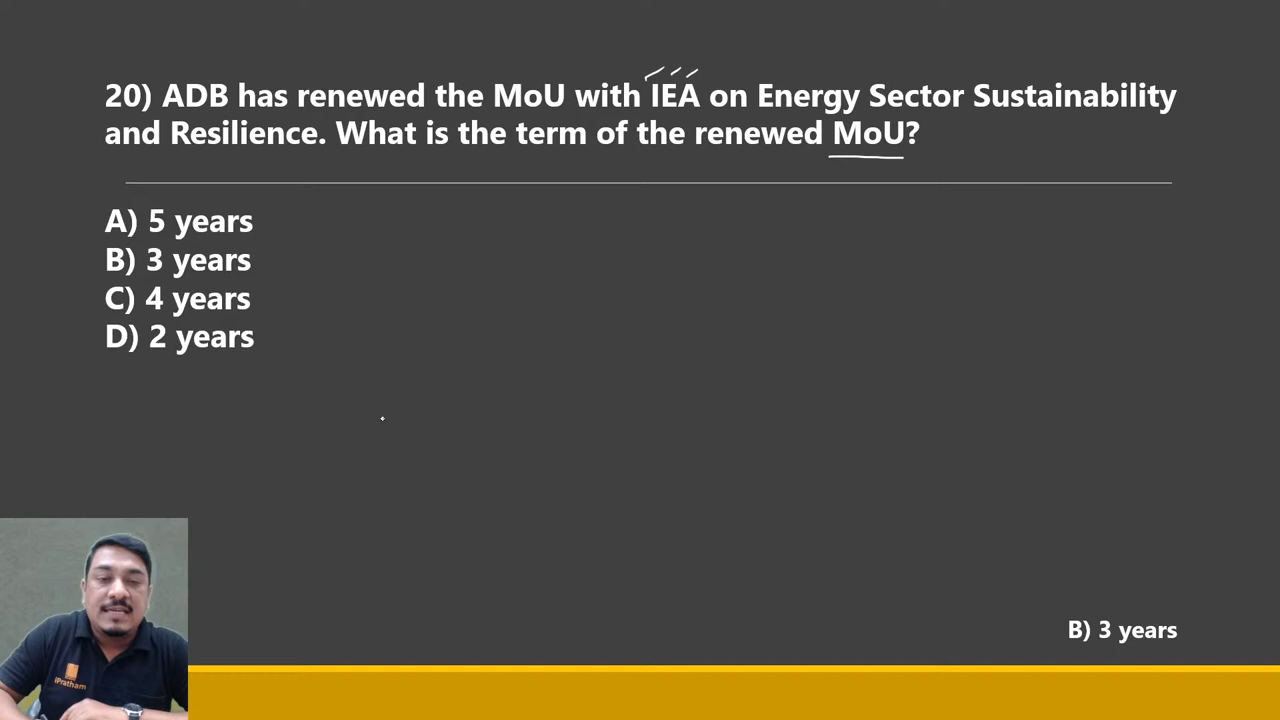 20) ADB has renewed the MoU with IEA on Energy Sector Sustainability
and Resilience. What is the term of the renewed MoU?
A) 5 years
B) 3 years
C) 4 years
D) 2 years
iPratham
B) 3 years